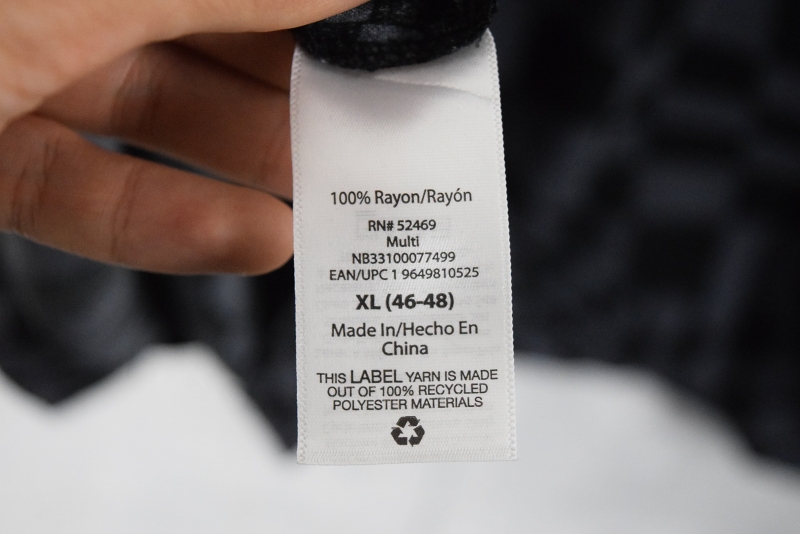 100% Rayon/Rayón
RN# 52469
Multi
NB33100077499
EAN/UPC 1 9649810525
XL (46-48)
Made In/Hecho En
China
THIS LABEL YARN IS MADE
OUT OF 100% RECYCLED
POLYESTER MATERIALS